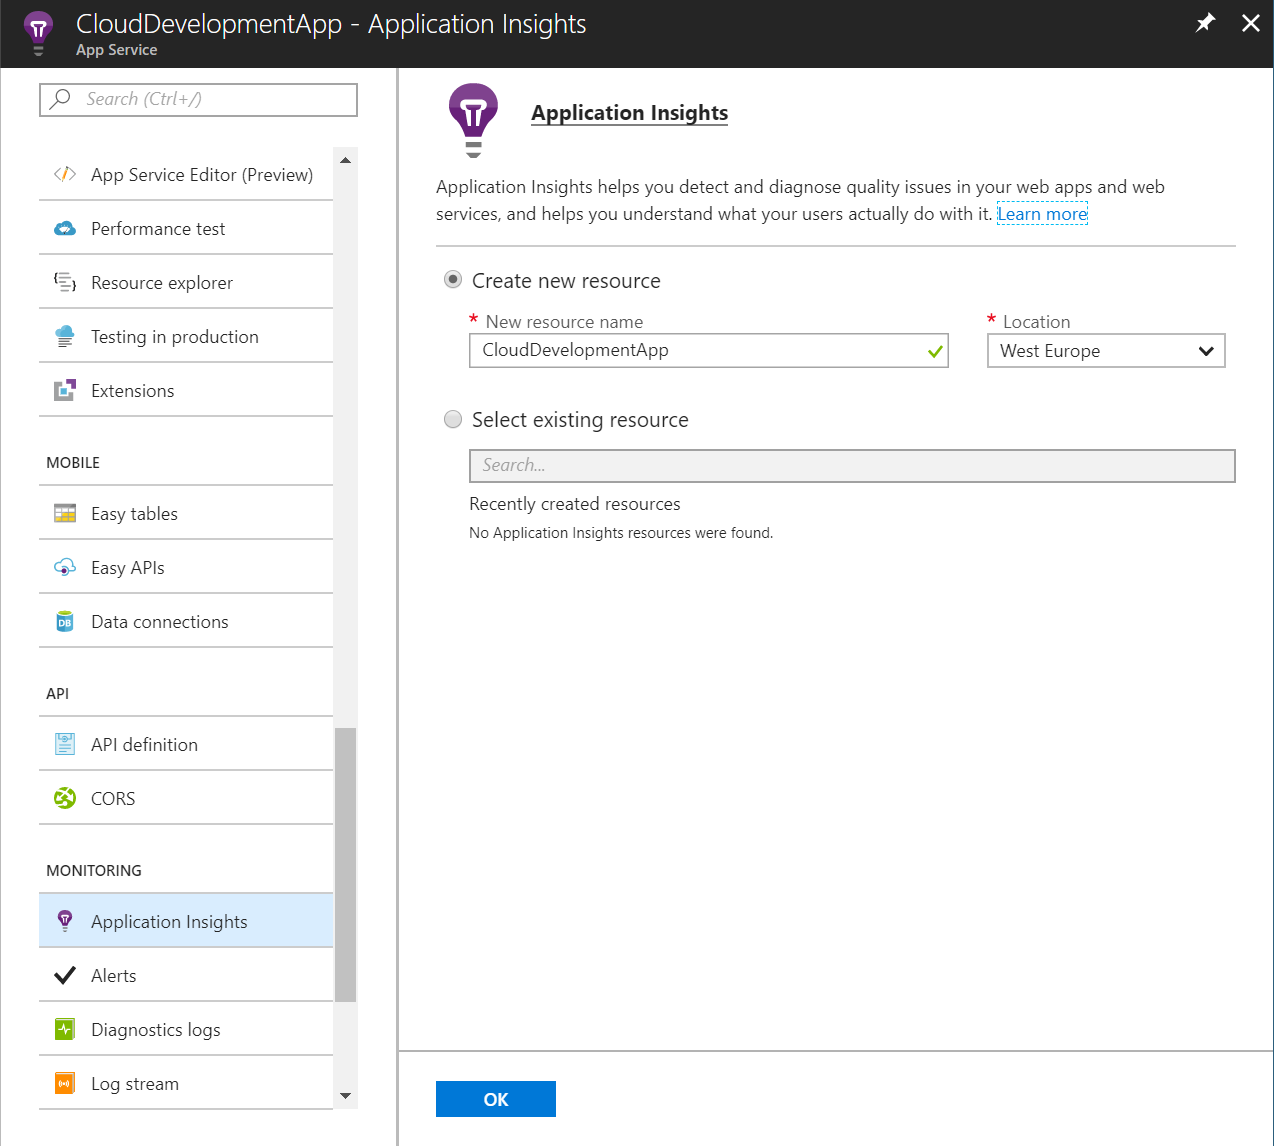 CloudDevelopmentApp - Application Insights
App Service
Search (Ctrl+/)
App Service Editor (Preview)
Performance test
Resource explorer
Testing in production
Extensions
MOBILE
Easy tables
Easy APIs
DB
Data connections
API
API definition
CORS
MONITORING
Application Insights
Alerts
Diagnostics logs
Log stream
Application Insights
Application Insights helps you detect and diagnose quality issues in your web apps and web
services, and helps you understand what your users actually do with it. Learn more
Create new resource
* New resource name
* Location
CloudDevelopmentApp
West Europe
Select existing resource
Search...
Recently created resources
No Application Insights resources were found.
OK